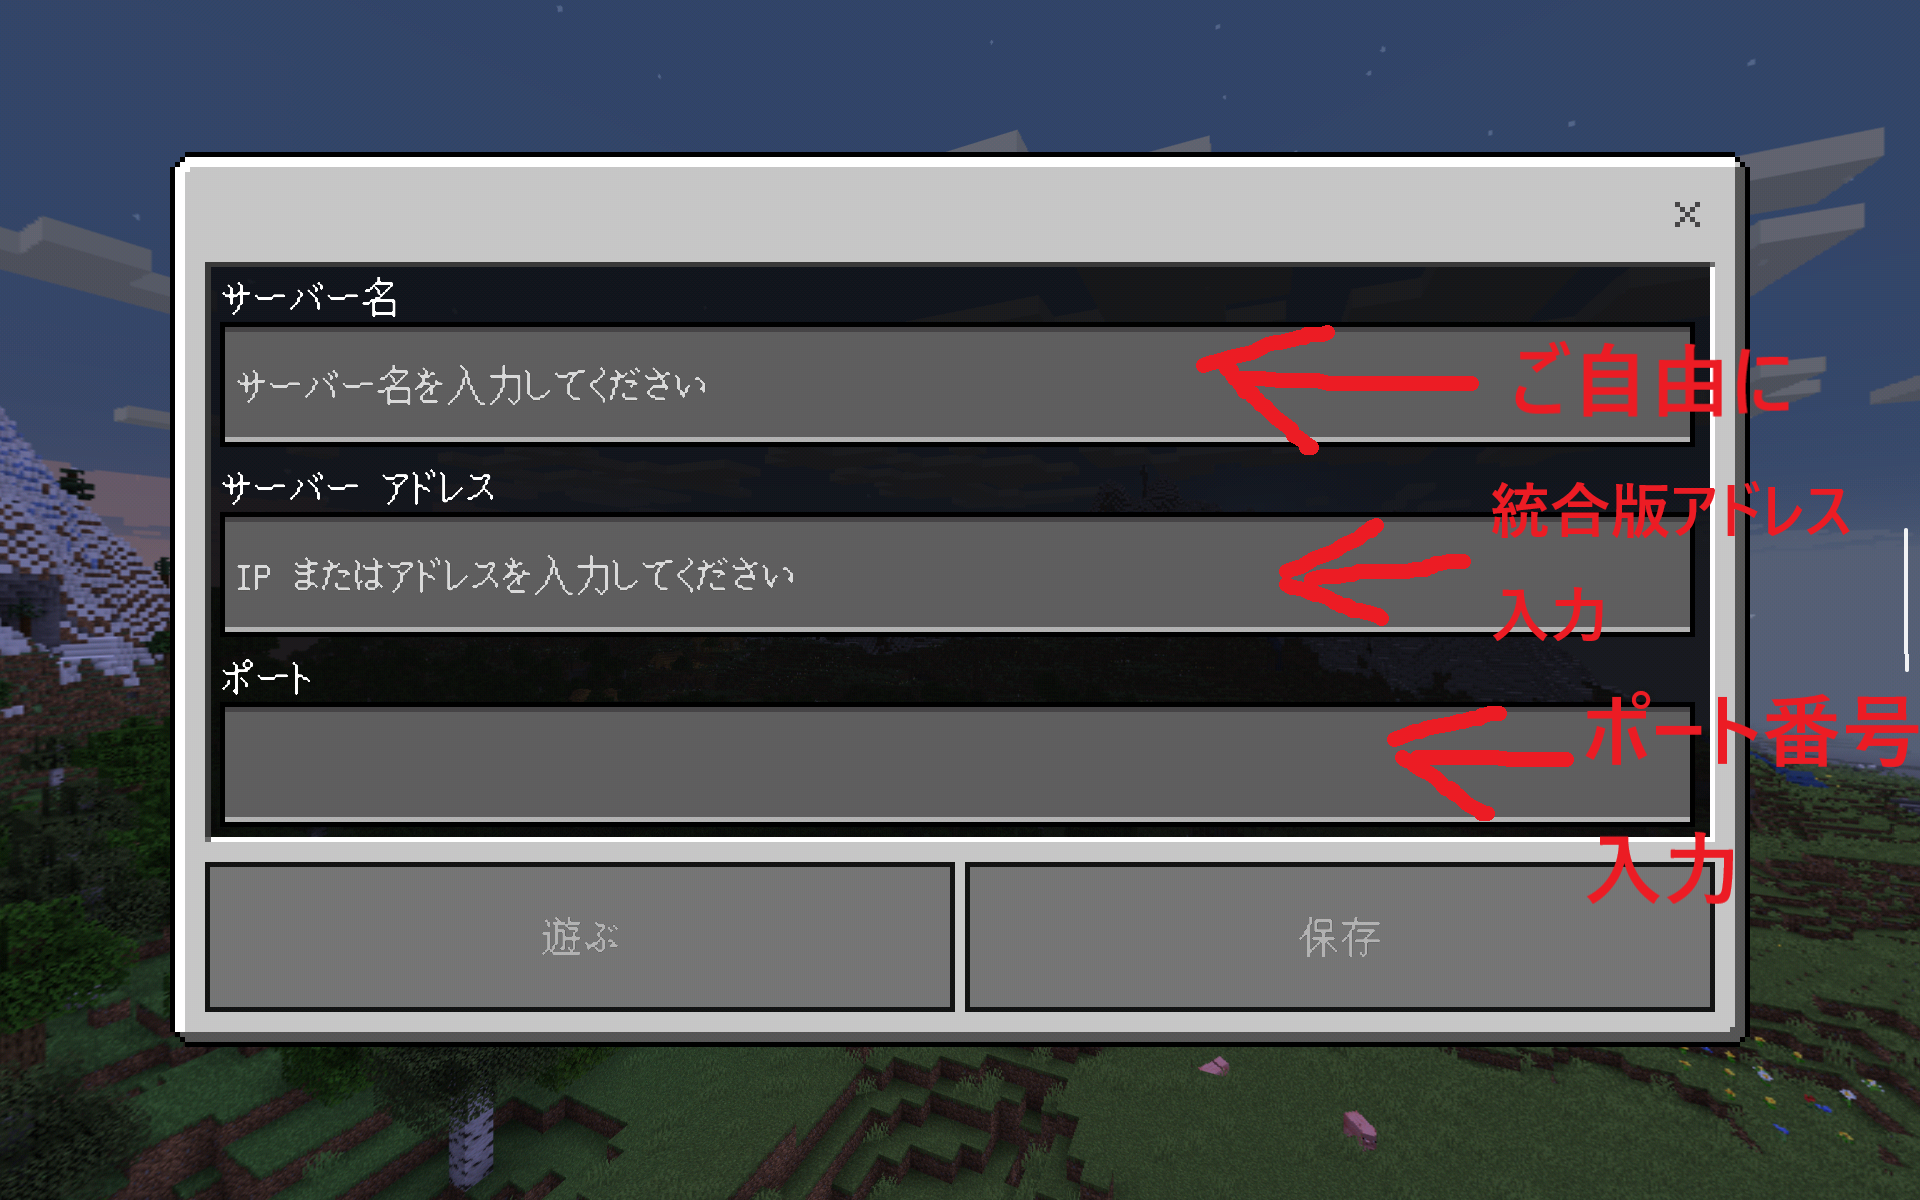 サーバー名
サーバー名を入力してください
ご自由に
サーバー アドレス
統合版アドレス
IP またはアドレスを入力してください
入力
ポート
ポート番号
入力
遊ぶ
保存